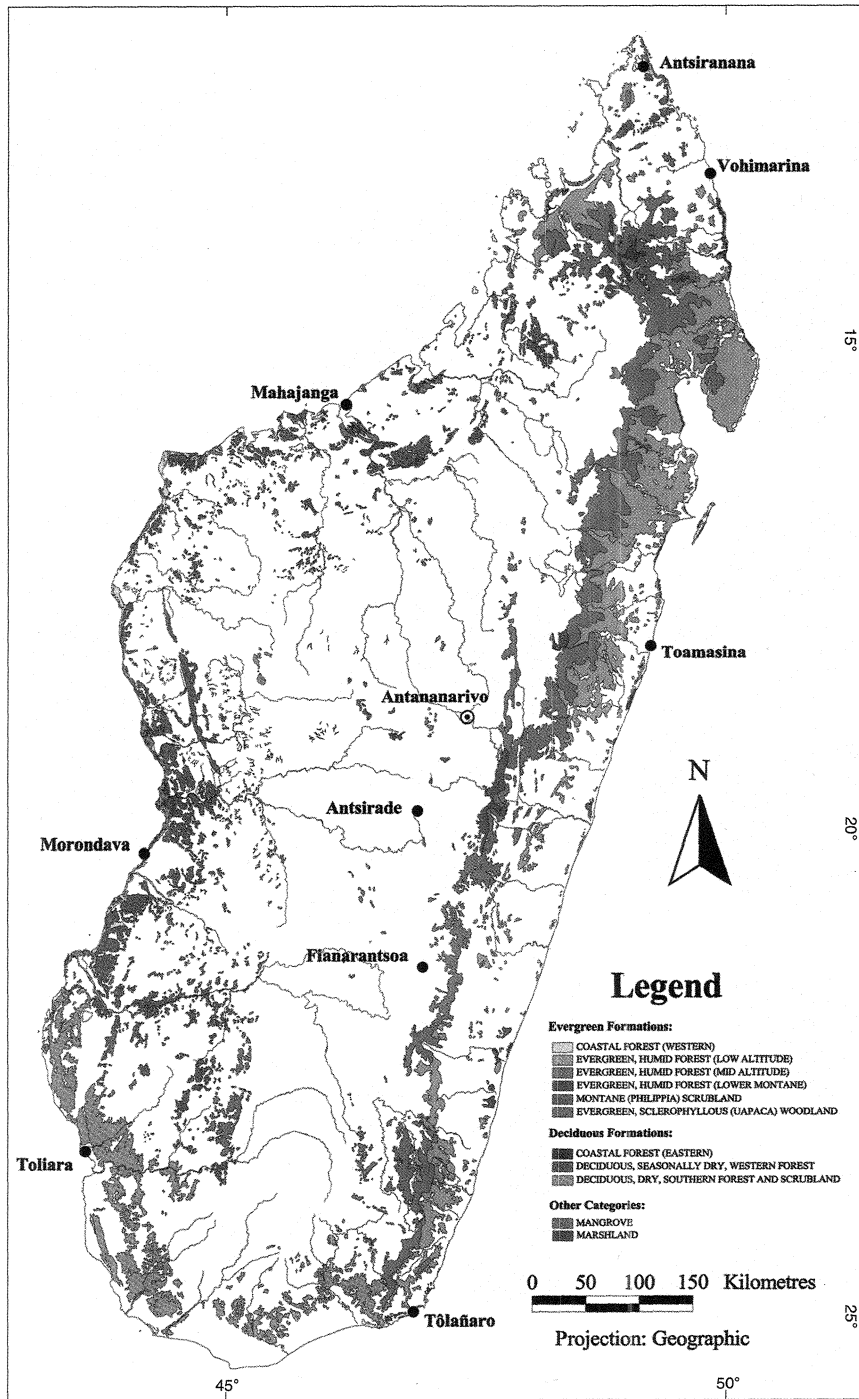 Antsiranana
Vohimarina
15°
Mahajanga
Toamasina
Antananarivo
N
Antsirade
20°
Morondava
Fianarantsoa
Legend
Evergreen Formations:
COASTAL FOREST (WESTERN)
EVERGREEN, HUMID FOREST (LOW ALTITUDE)
EVERGREEN, HUMID FOREST (MID ALTITUDE)
EVERGREEN, HUMID FOREST (LOWER MONTANE)
MONTANE (PHILIPPIA) SCRUBLAND
EVERGREEN, SCLEROPHYLLOUS (UAPACA) WOODLAND
Deciduous Formations:
COASTAL FOREST (EASTERN)
DECIDUOUS, SEASONALLY DRY, WESTERN FOREST
DECIDUOUS, DRY, SOUTHERN FOREST AND SCRUBLAND
Toliara
Other Categories:
MANGROVE
MARSHLAND
0 50 100 150 Kilometres
Tôlañaro
Projection: Geographic
25°
45° 50°